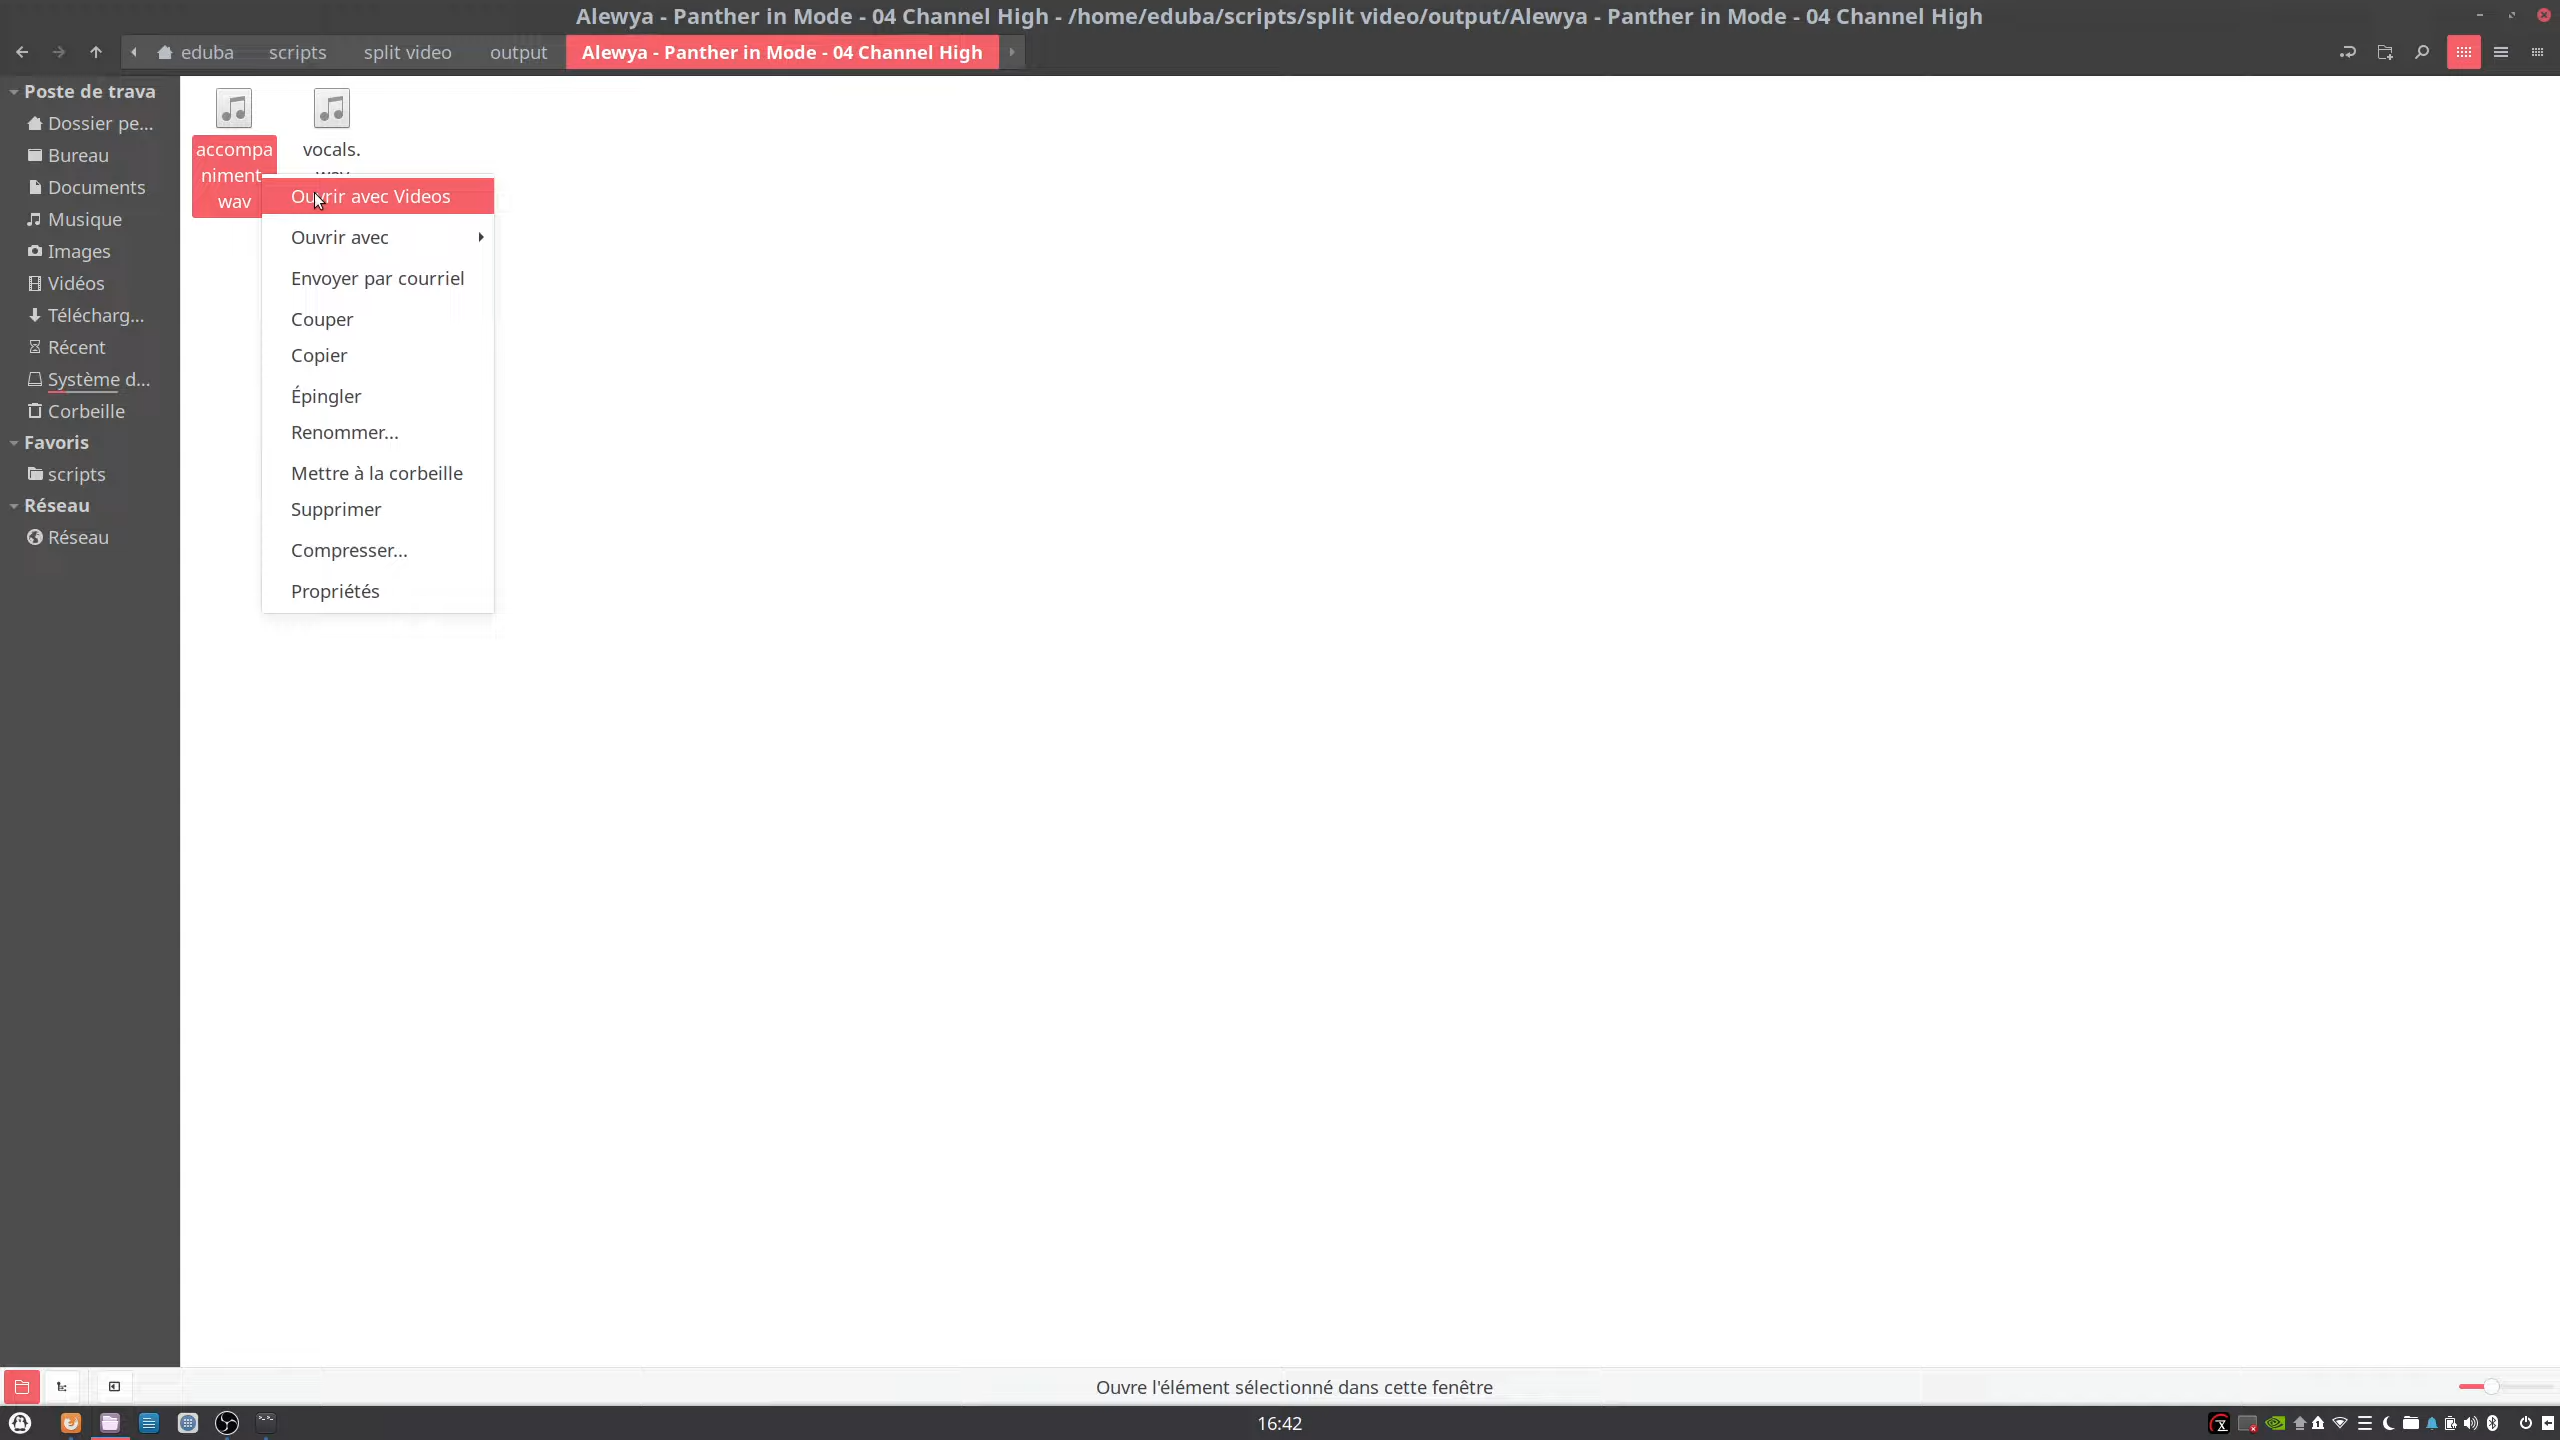 Alewya - Panther in Mode - 04 Channel High - /home/eduba/scripts/split video/output/Alewya - Panther in Mode - 04 Channel High
eduba scripts split video output Alewya - Panther in Mode - 04 Channel High
Poste de trava
Dossier pe...
Bureau
Documents
Musique
Images
Vidéos
Télécharg...
Récent
Système d...
Corbeille
Favoris
scripts
Réseau
Réseau
accompa
niment.
wav
vocals.
wav
Ouvrir avec Videos
Ouvrir avec
Envoyer par courriel
Couper
Copier
Épingler
Renommer...
Mettre à la corbeille
Supprimer
Compresser...
Propriétés
Ouvre l'élément sélectionné dans cette fenêtre
16:42